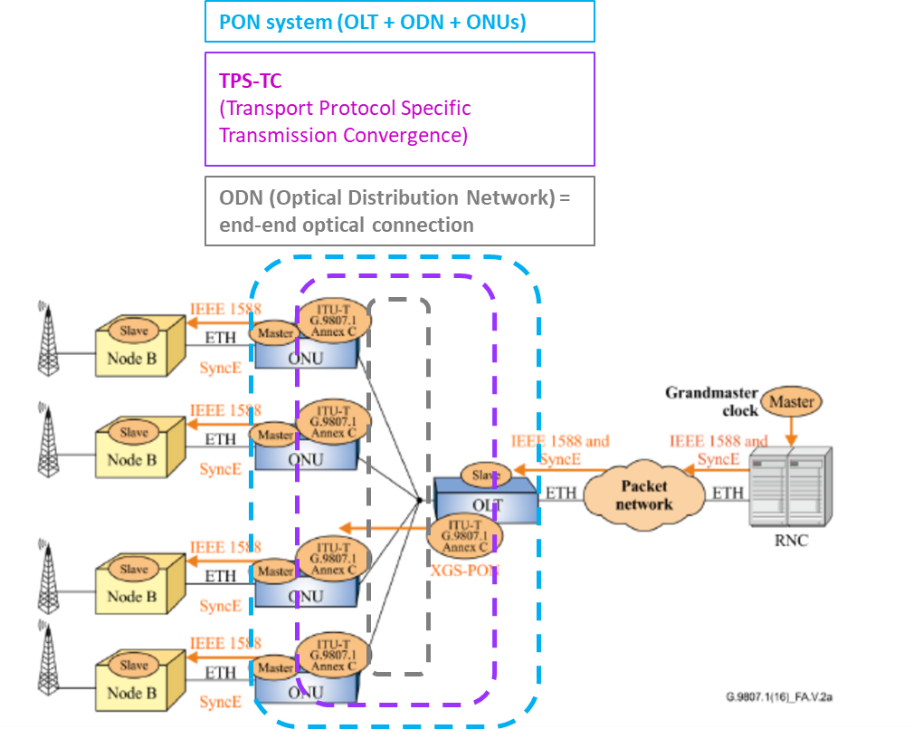 PON system (OLT + ODN + ONUs)
TPS-TC
(Transport Protocol Specific
Transmission Convergence)
ODN (Optical Distribution Network) =
end-end optical connection
IEEE 1588
Slave
Node B
ETH
SyncE
Master
ITU-T
G.9807.1
Annex C
ONU
IEEE 1588
Slave
Node B
ETH
SyncE
Master
ITU-T
G.9807.1
Annex C
ONU
Grandmaster
clock
Master
IEEE 1588 and
SyncE
IEEE 1588 and
SyncE
Slave
OLT
ETH
Packet
network
ETH
RNC
ITU-T
G.9807.1
Annex C
XGS-PON
IEEE 1588
Slave
Node B
ETH
SyncE
Master
ITU-T
G.9807.1
Annex C
ONU
IEEE 1588
Slave
Node B
ETH
SyncE
Master
ITU-T
G.9807.1
Annex C
ONU
G.9807.1(16)_FA.V.2a